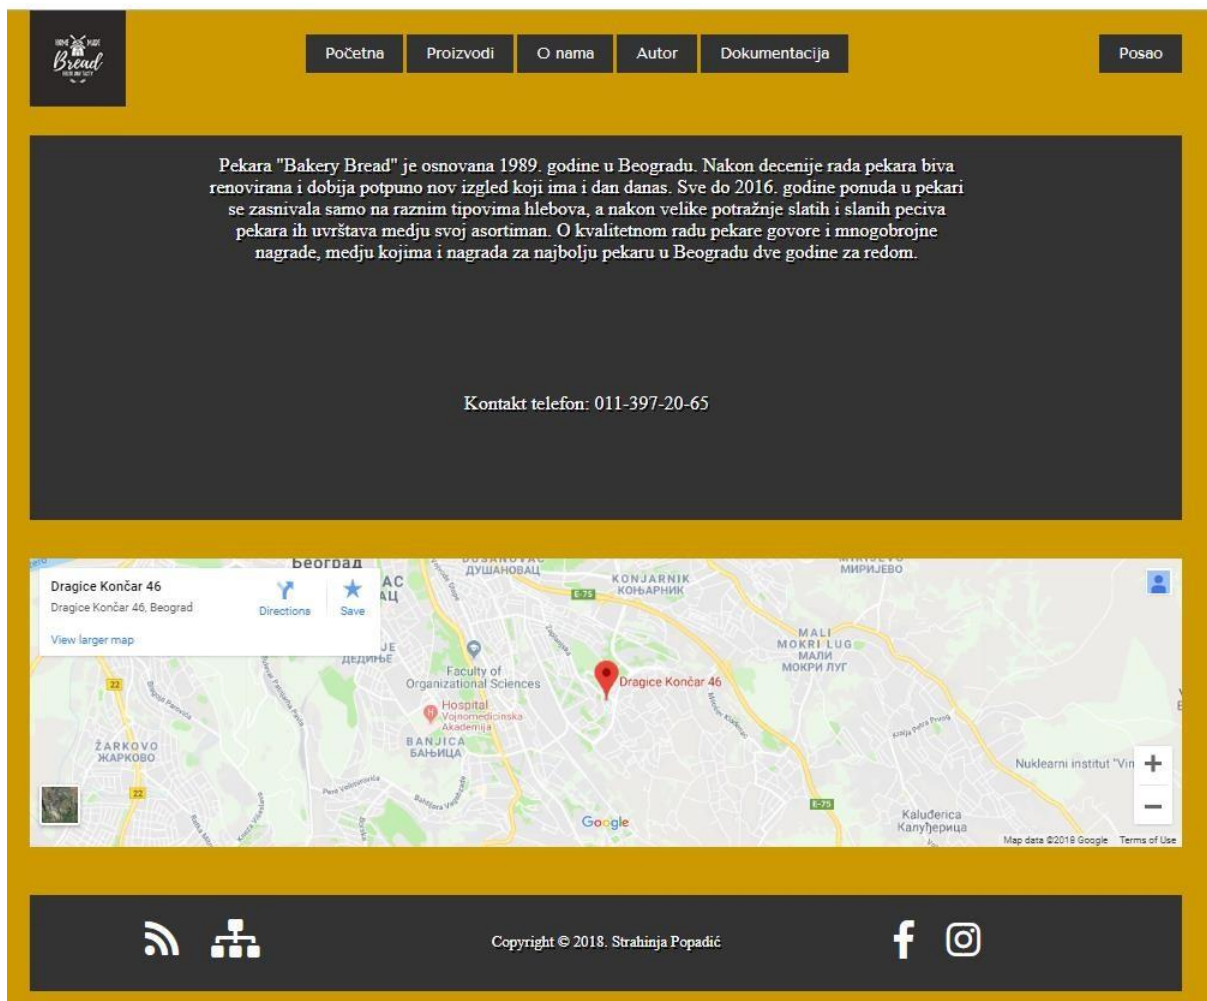 HOME MADE
Bread
Početna
Proizvodi
O nama
Autor
Dokumentacija
Posao
Pekara "Bakery Bread" je osnovana 1989. godine u Beogradu. Nakon decenije rada pekara biva
renovirana i dobija potpuno nov izgled koji ima i dan danas. Sve do 2016. godine ponuda u pekari
se zasnivala samo na raznim tipovima hlebova, a nakon velike potražnje slatih i slanih peciva
pekara ih uvrštava medju svoj asortiman. O kvalitetnom radu pekare govore i mnogobrojne
nagrade, medju kojima i nagrada za najbolju pekaru u Beogradu dve godine za redom.
Kontakt telefon: 011-397-20-65
Dragice Končar 46
Dragice Končar 46, Beograd
Directions
Save
View larger map
Београд
ДУШАНОВАЦ
E-75
KONJARNIK
КОЊАРНИК
МИРИЈЕВО
MALI
MOKRI LUG
МАЛИ
МОКРИ ЛУГ
ДЕДИЊЕ
Faculty of
Organizational Sciences
Dragice Končar 46
22
Hospital
Vojnomedicinska
Akademija
BANJICA
БАЊИЦА
ŽARKOVO
ЖАРКОВО
Kralja Petra Prvog
Nuklearni institut "Vin
22
E-75
Kaluđerica
Калуђерица
Google
Map data ©2018 Google
Terms of Use
Copyright © 2018. Strahinja Popadić